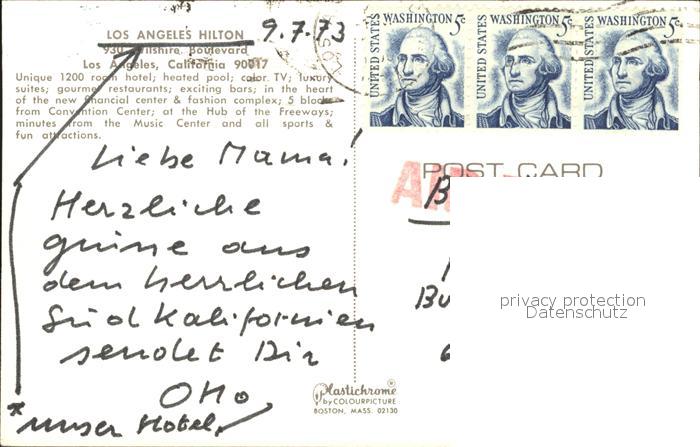 LOS ANGELES HILTON
930 Wilshire Boulevard
Los Angeles, California 90017
Unique 1200 room hotel; heated pool; color TV; luxury
suites; gourmet restaurants; exciting bars; in the heart
of the new financial center & fashion complex; 5 blocks
from Convention Center; at the Hub of the Freeways;
minutes from the Music Center and all sports &
fun attractions.
9.7.73
UNITED STATES WASHINGTON 5c
UNITED STATES WASHINGTON 5c
UNITED STATES WASHINGTON 5c
POST CARD
Liebe Mama!
Herzliche
grüsse aus
dem herrlichen
Südkalifornien
sendet Dir
Otto
* unser Hotel
B
Bu
privacy protection
Datenschutz
Plastichrome
by COLOURPICTURE
BOSTON, MASS. 02130